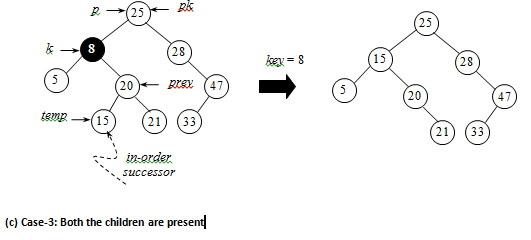 p pk
25
k 8 28
5 20 prev 47
temp 15 21 33
in-order
successor
key = 8
25
15 28
5 20 47
21 33
(c) Case-3: Both the children are present